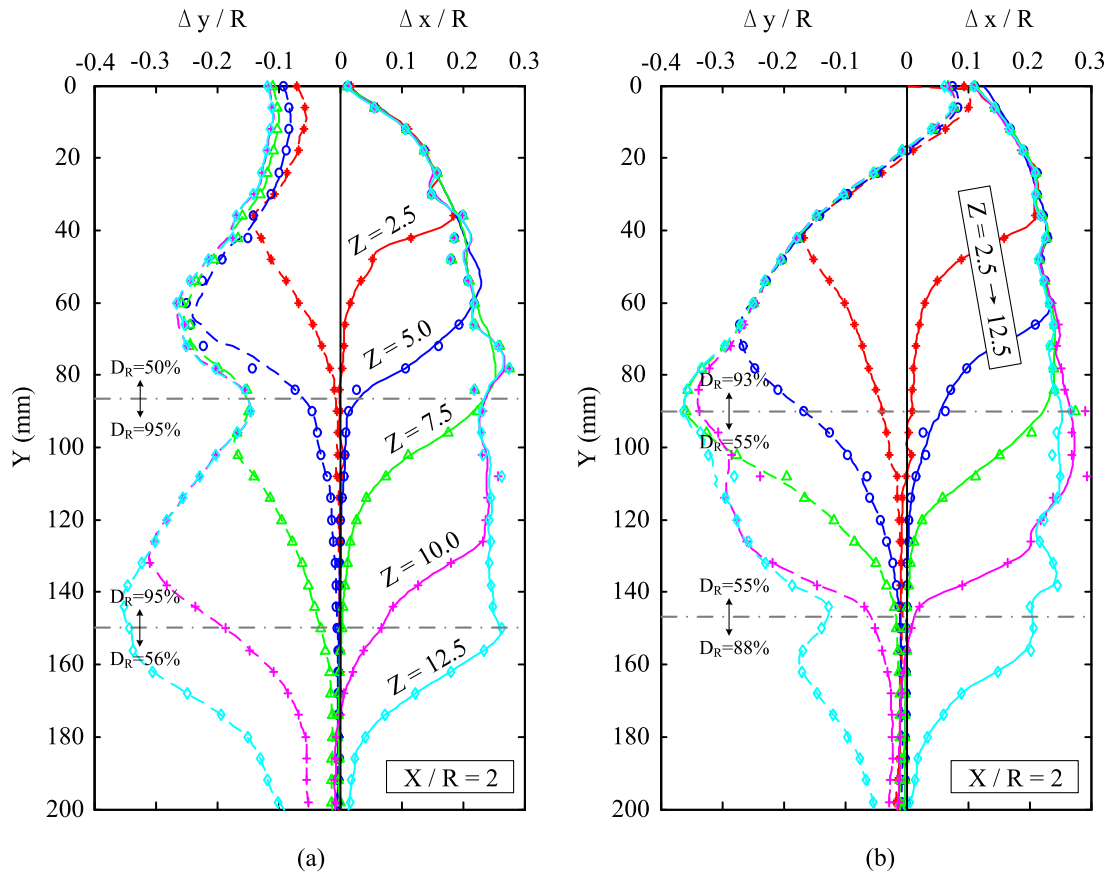 Δ y / R Δ x / R
-0.4 -0.3 -0.2 -0.1 0 0.1 0.2 0.3
Y (mm)
0
20
40
60
80
100
120
140
160
180
200
Z = 2.5
Z = 5.0
Z = 7.5
Z = 10.0
Z = 12.5
D_R=50%
D_R=95%
D_R=95%
D_R=56%
X / R = 2
(a)
Δ y / R Δ x / R
-0.4 -0.3 -0.2 -0.1 0 0.1 0.2 0.3
Y (mm)
0
20
40
60
80
100
120
140
160
180
200
Z = 2.5 → 12.5
D_R=93%
D_R=55%
D_R=55%
D_R=88%
X / R = 2
(b)